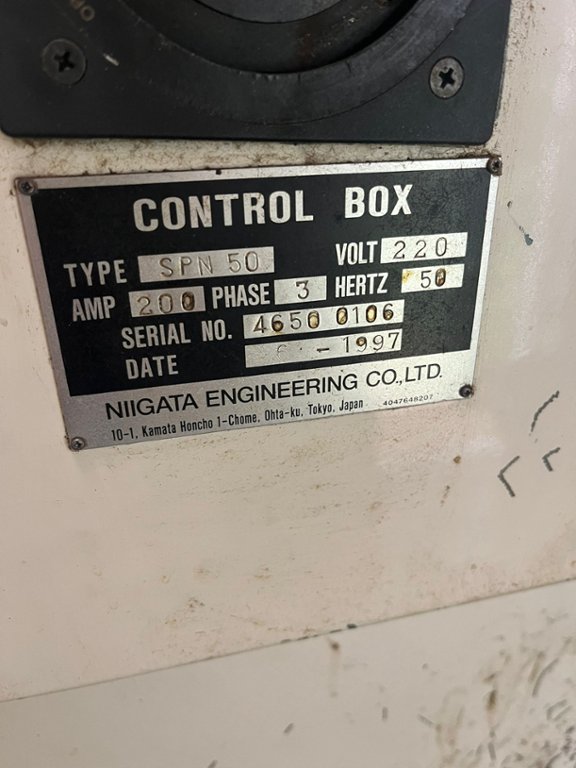 CONTROL BOX
TYPE SPN 50 VOLT 220
AMP 200 PHASE 3 HERTZ 50
SERIAL NO. 4650 0106
DATE - 1997
NIIGATA ENGINEERING CO.,LTD.
10-1, Kamata Honcho 1-Chome, Ohta-ku, Tokyo, Japan 4047648207